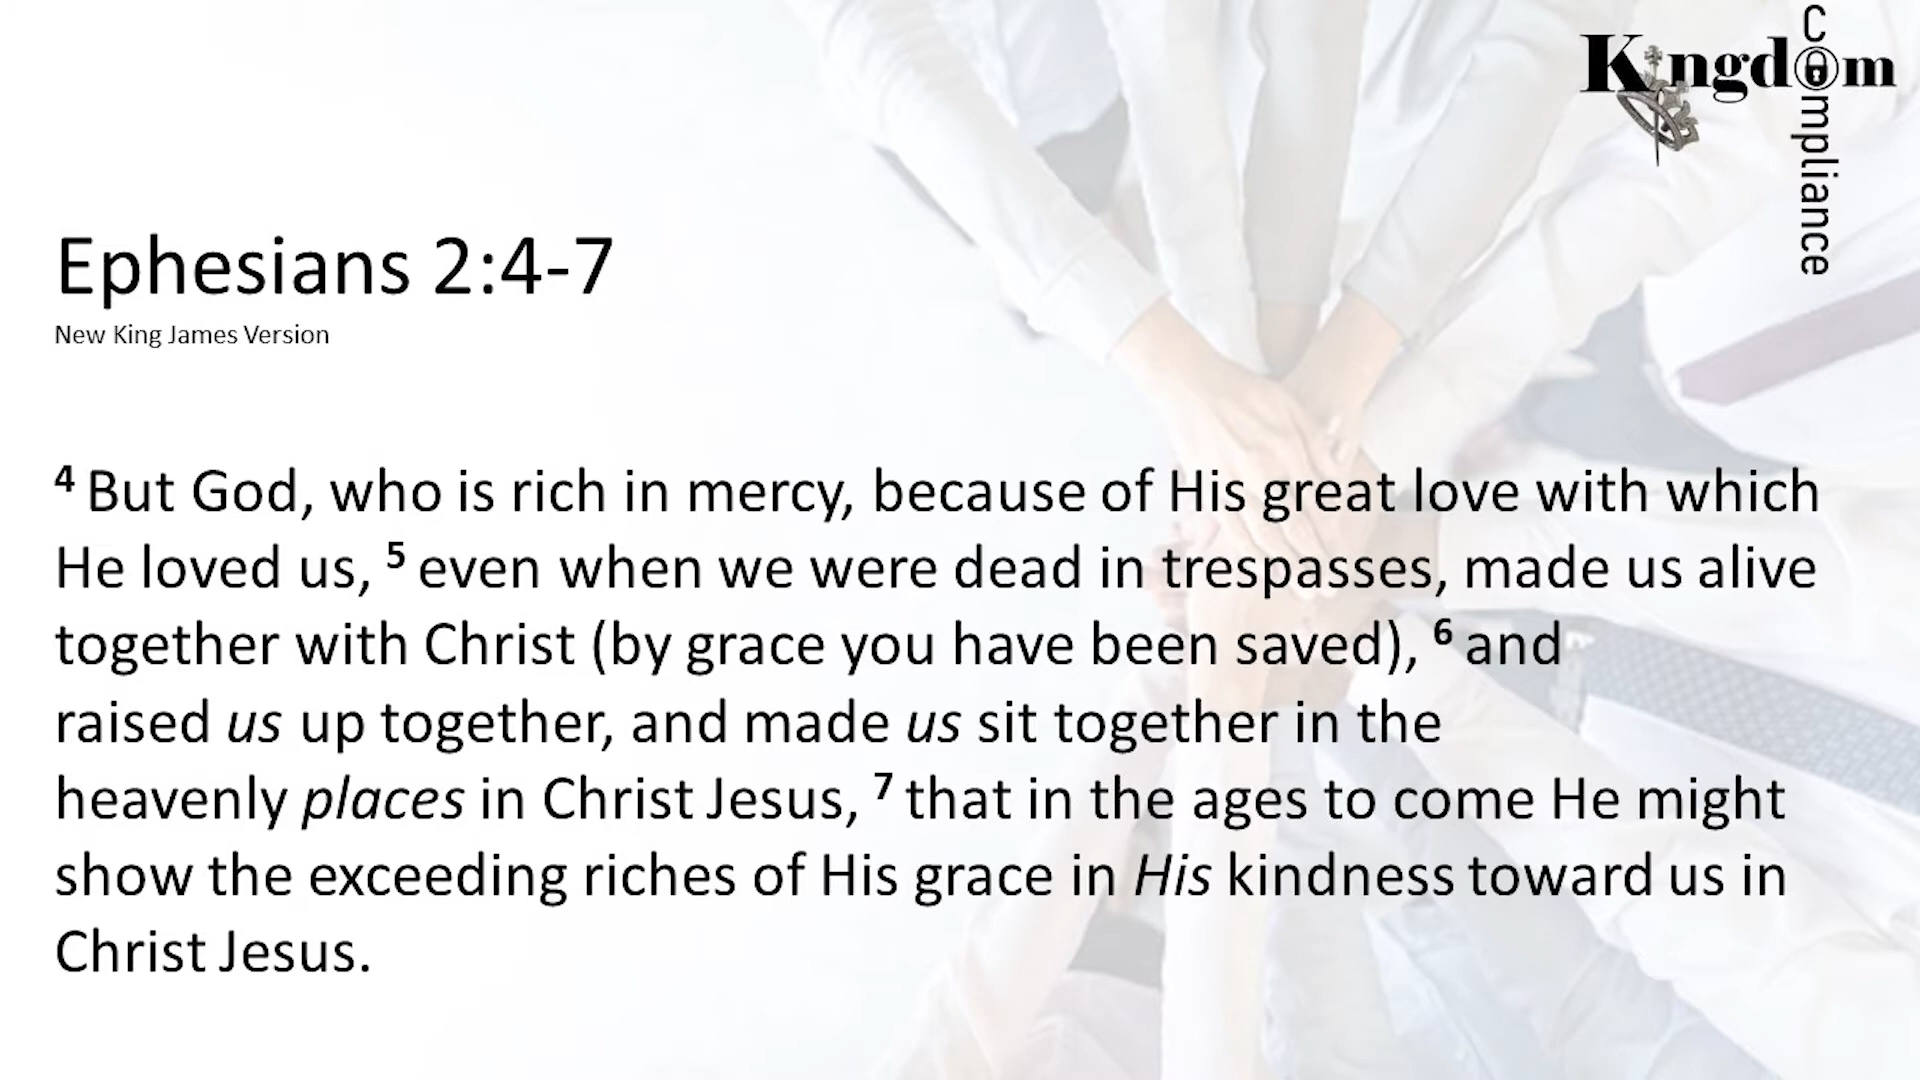 Kingdom
Compliance
Ephesians 2:4-7
New King James Version
4 But God, who is rich in mercy, because of His great love with which
He loved us, 5 even when we were dead in trespasses, made us alive
together with Christ (by grace you have been saved), 6 and
raised us up together, and made us sit together in the
heavenly places in Christ Jesus, 7 that in the ages to come He might
show the exceeding riches of His grace in His kindness toward us in
Christ Jesus.